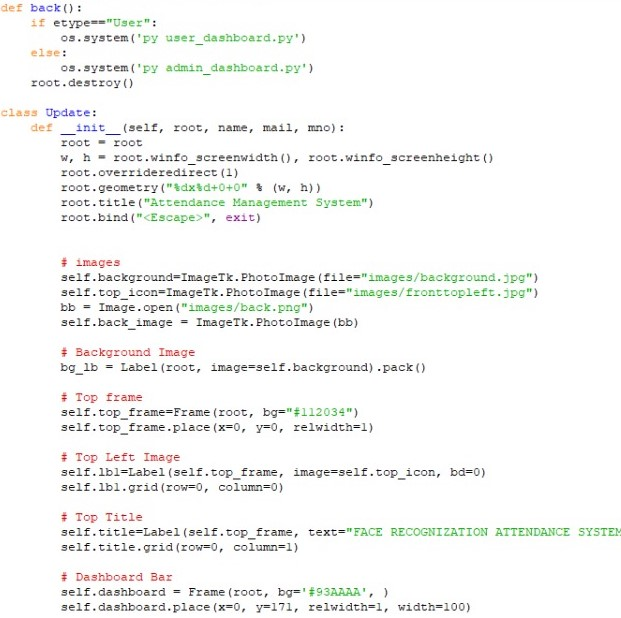 def back():
    if etype=="User":
        os.system('py user_dashboard.py')
    else:
        os.system('py admin_dashboard.py')
    root.destroy()
class Update:
    def __init__(self, root, name, mail, mno):
        root = root
        w, h = root.winfo_screenwidth(), root.winfo_screenheight()
        root.overrideredirect(1)
        root.geometry("%dx%d+0+0" % (w, h))
        root.title("Attendance Management System")
        root.bind("<Escape>", exit)
        # images
        self.background=ImageTk.PhotoImage(file="images/background.jpg")
        self.top_icon=ImageTk.PhotoImage(file="images/fronttopleft.jpg")
        bb = Image.open("images/back.png")
        self.back_image = ImageTk.PhotoImage(bb)
        # Background Image
        bg_lb = Label(root, image=self.background).pack()
        # Top frame
        self.top_frame=Frame(root, bg="#112034")
        self.top_frame.place(x=0, y=0, relwidth=1)
        # Top Left Image
        self.lb1=Label(self.top_frame, image=self.top_icon, bd=0)
        self.lb1.grid(row=0, column=0)
        # Top Title
        self.title=Label(self.top_frame, text="FACE RECOGNIZATION ATTENDANCE SYSTEM
        self.title.grid(row=0, column=1)
        # Dashboard Bar
        self.dashboard = Frame(root, bg='#93AAAA', )
        self.dashboard.place(x=0, y=171, relwidth=1, width=100)